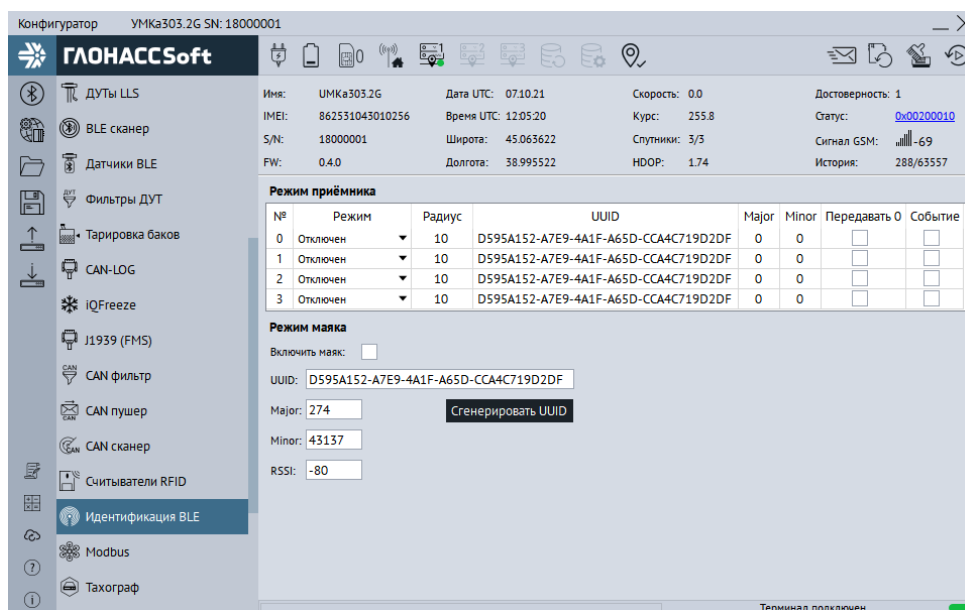 Конфигуратор УМКа303.2G SN: 18000001
ГЛОНАССSoft
0
Имя: УМКа303.2G Дата UTC: 07.10.21 Скорость: 0.0 Достоверность: 1
IMEI: 862531043010256 Время UTC: 12:05:20 Курс: 255.8 Статус: 0x00200010
S/N: 18000001 Широта: 45.063622 Спутники: 3/3 Сигнал GSM: -69
FW: 0.4.0 Долгота: 38.995522 HDOP: 1.74 История: 288/63557
ДУТы LLS
BLE сканер
Датчики BLE
Фильтры ДУТ
Тарировка баков
CAN-LOG
iQFreeze
J1939 (FMS)
CAN фильтр
CAN пушер
CAN сканер
Считыватели RFID
Идентификация BLE
Modbus
Тахограф
Режим приёмника
№ Режим Радиус UUID Major Minor Передавать 0 Событие
0 Отключен 10 D595A152-A7E9-4A1F-A65D-CCA4C719D2DF 0 0
1 Отключен 10 D595A152-A7E9-4A1F-A65D-CCA4C719D2DF 0 0
2 Отключен 10 D595A152-A7E9-4A1F-A65D-CCA4C719D2DF 0 0
3 Отключен 10 D595A152-A7E9-4A1F-A65D-CCA4C719D2DF 0 0
Режим маяка
Включить маяк:
UUID: D595A152-A7E9-4A1F-A65D-CCA4C719D2DF
Major: 274 Сгенерировать UUID
Minor: 43137
RSSI: -80
Терминал подключен